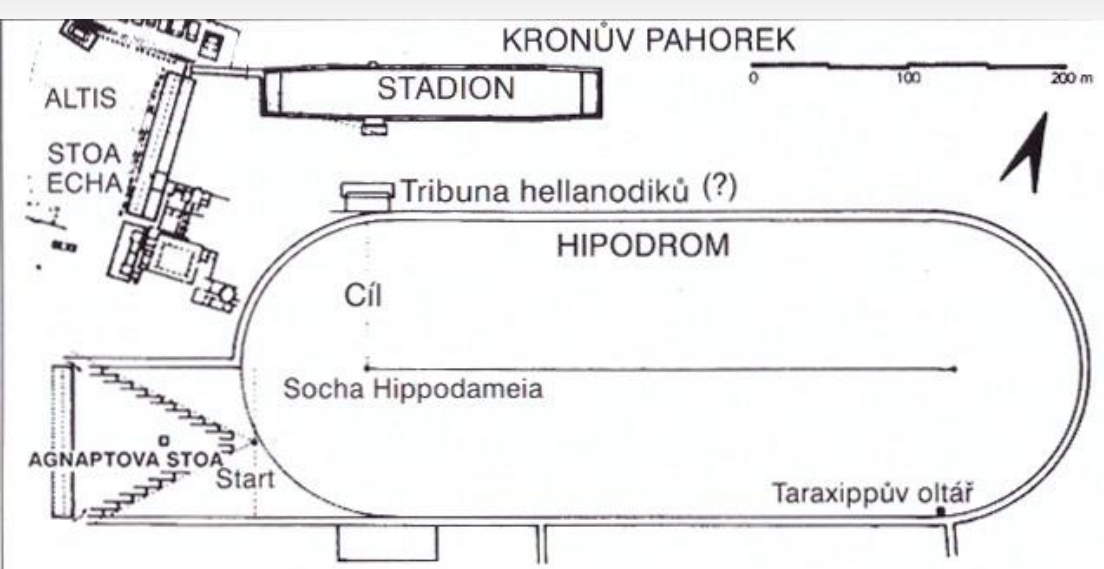 KRONŮV PAHOREK
0 100 200 m
STADION
ALTIS
STOA
ECHA
Tribuna hellanodiků (?)
HIPODROM
Cíl
Socha Hippodameia
AGNAPTOVA STOA
Start
Taraxippův oltář